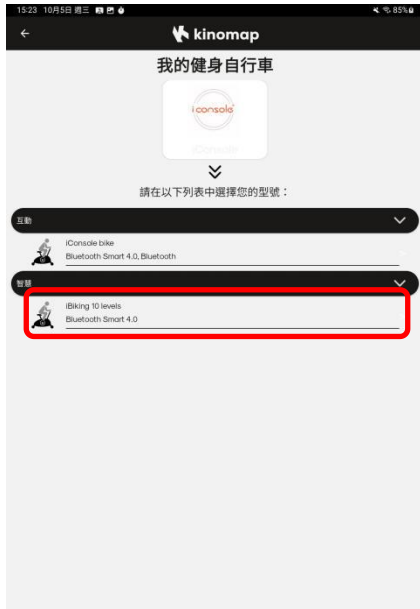 15:23 10月5日 週三 85%
kinomap
我的健身自行車
iconsole
請在以下列表中選擇您的型號：
互動
iConsole bike
Bluetooth Smart 4.0, Bluetooth
智慧
iBiking 10 levels
Bluetooth Smart 4.0